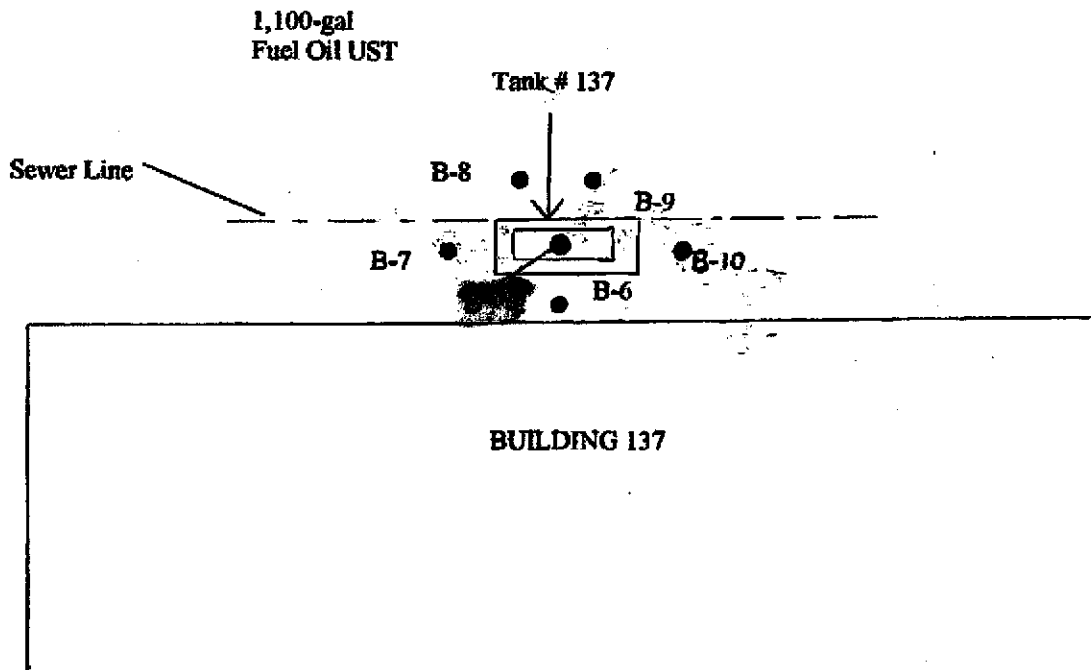 1,100-gal
Fuel Oil UST
Tank # 137
Sewer Line
B-8
B-9
B-7
B-10
B-6
BUILDING 137